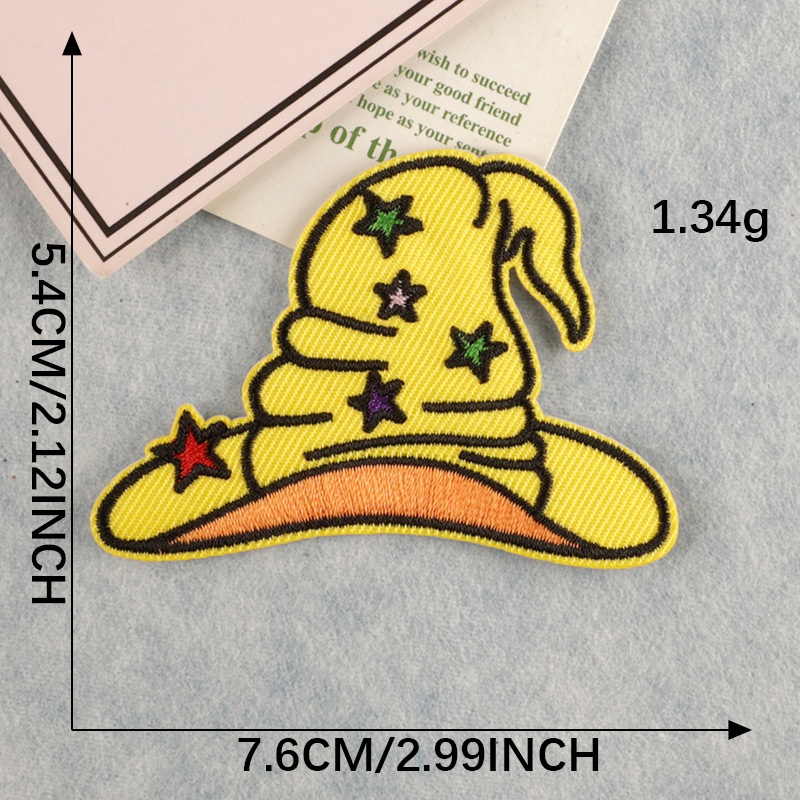 wish to succeed
your good friend
as your reference
hope as your sent
of th
1.34g
5.4CM/2.12INCH
7.6CM/2.99INCH